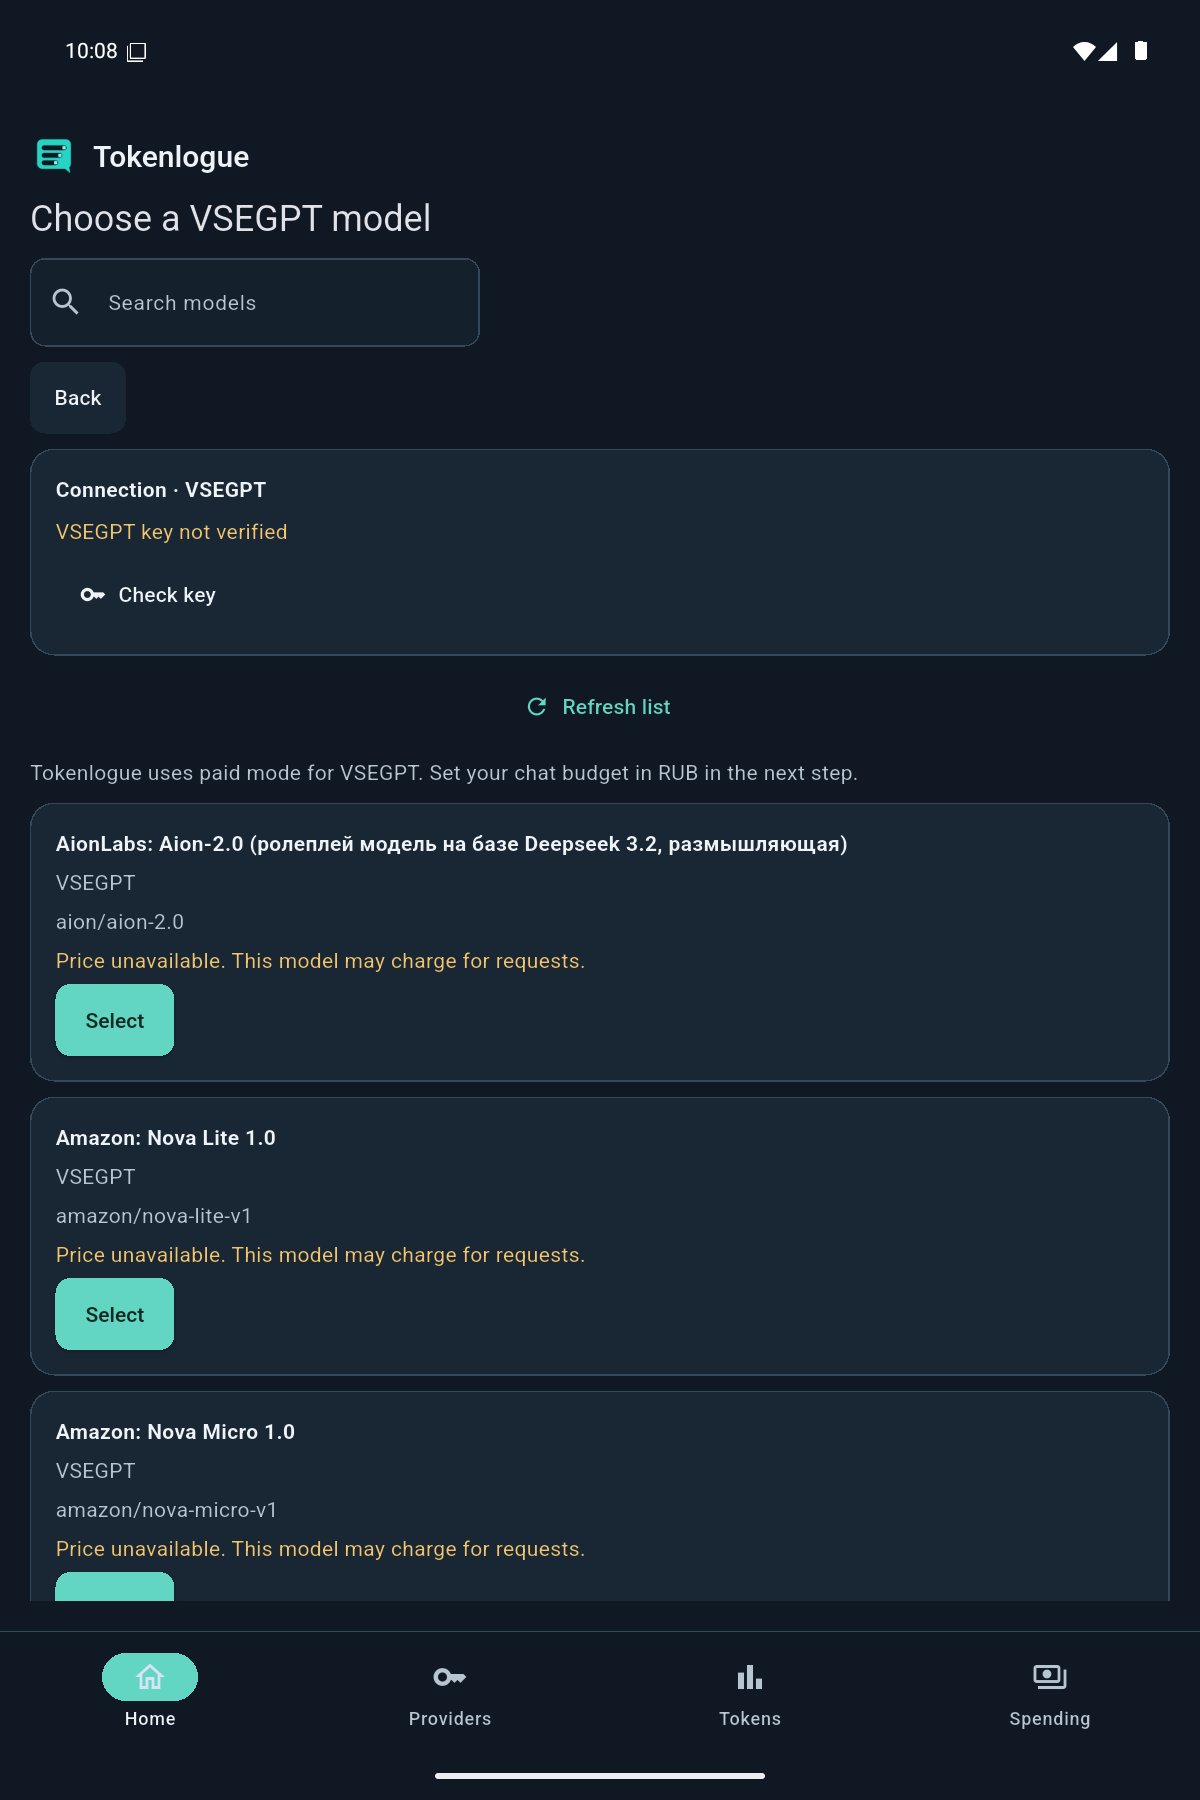 10:08
Tokenlogue
Choose a VSEGPT model
Search models
Back
Connection · VSEGPT
VSEGPT key not verified
Check key
Refresh list
Tokenlogue uses paid mode for VSEGPT. Set your chat budget in RUB in the next step.
AionLabs: Aion-2.0 (ролеплей модель на базе Deepseek 3.2, размышляющая)
VSEGPT
aion/aion-2.0
Price unavailable. This model may charge for requests.
Select
Amazon: Nova Lite 1.0
VSEGPT
amazon/nova-lite-v1
Price unavailable. This model may charge for requests.
Select
Amazon: Nova Micro 1.0
VSEGPT
amazon/nova-micro-v1
Price unavailable. This model may charge for requests.
Home
Providers
Tokens
Spending